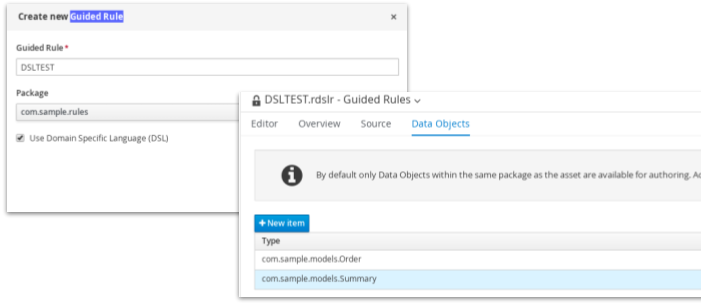 Create new Guided Rule ×
Guided Rule *
DSLTEST
Package
com.sample.rules
Use Domain Specific Language (DSL)
DSLTEST.rdslr - Guided Rules
Editor Overview Source Data Objects
By default only Data Objects within the same package as the asset are available for authoring.
+ New item
Type
com.sample.models.Order
com.sample.models.Summary